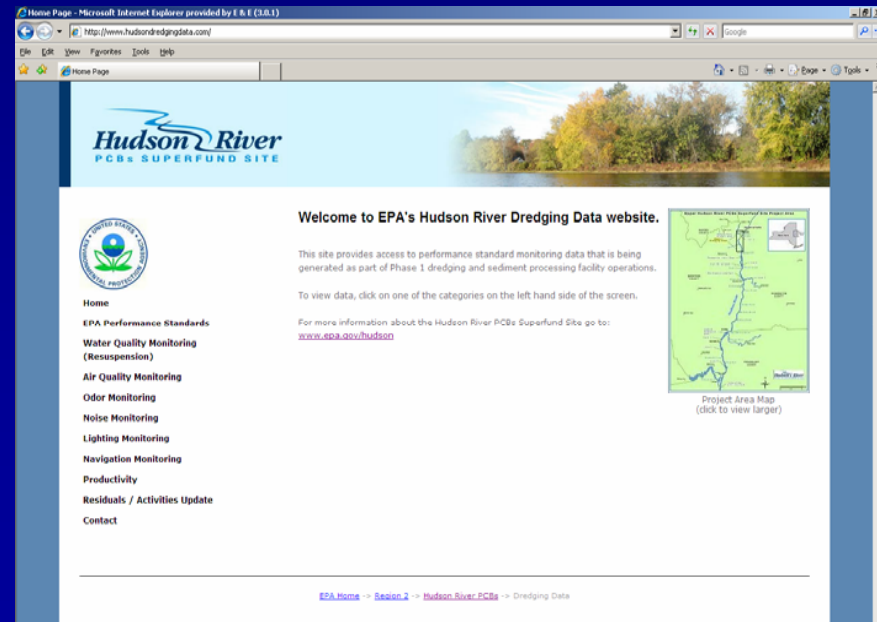 Home Page - Microsoft Internet Explorer provided by E & E (3.0.1)
http://www.hudsondredgingdata.com/
Google
File Edit View Favorites Tools Help
Home Page
Page
Tools
Hudson River
PCBs SUPERFUND SITE
UNITED STATES
ENVIRONMENTAL PROTECTION AGENCY
Home
EPA Performance Standards
Water Quality Monitoring
(Resuspension)
Air Quality Monitoring
Odor Monitoring
Noise Monitoring
Lighting Monitoring
Navigation Monitoring
Productivity
Residuals / Activities Update
Contact
Welcome to EPA's Hudson River Dredging Data website.
This site provides access to performance standard monitoring data that is being
generated as part of Phase 1 dredging and sediment processing facility operations.
To view data, click on one of the categories on the left hand side of the screen.
For more information about the Hudson River PCBs Superfund Site go to:
www.epa.gov/hudson
Project Area Map
(click to view larger)
EPA Home -> Region 2 -> Hudson River PCBs -> Dredging Data